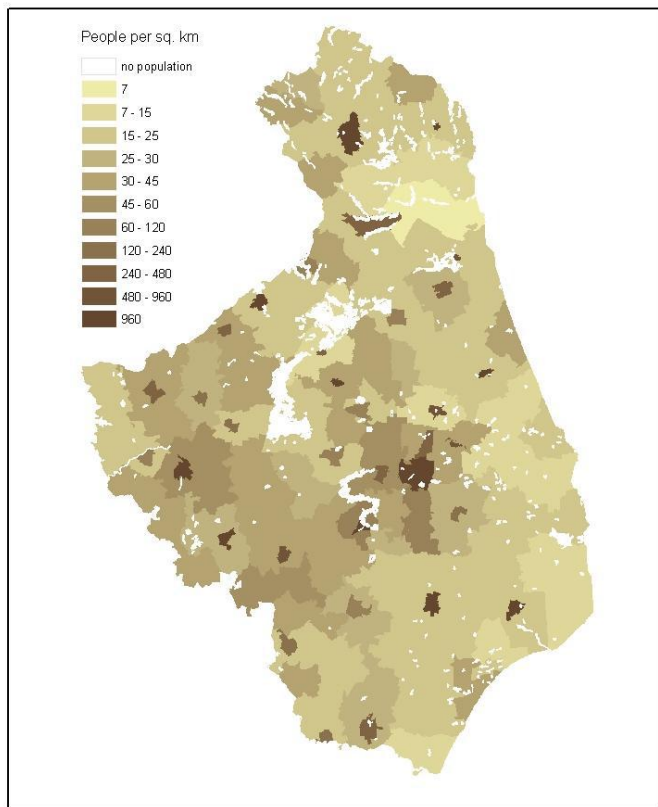 People per sq. km
no population
7
7 - 15
15 - 25
25 - 30
30 - 45
45 - 60
60 - 120
120 - 240
240 - 480
480 - 960
960